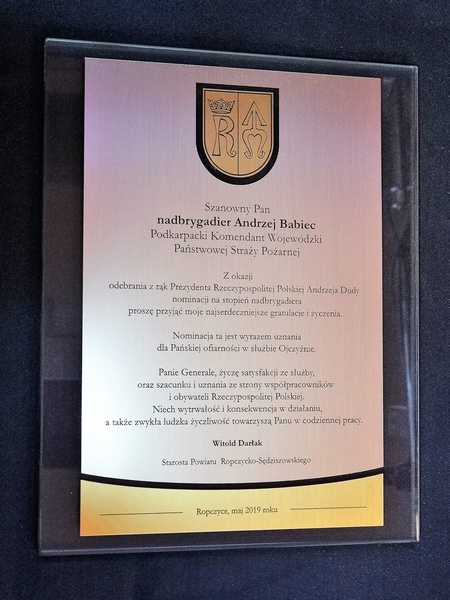 R
Szanowny Pan
nadbrygadier Andrzej Babiec
Podkarpacki Komendant Wojewódzki
Państwowej Straży Pożarnej
Z okazji
odebrania z rąk Prezydenta Rzeczypospolitej Polskiej Andrzeja Dudy
nominacji na stopień nadbrygadiera
proszę przyjąć moje najserdeczniejsze gratulacje i życzenia.
Nominacja ta jest wyrazem uznania
dla Pańskiej ofiarności w służbie Ojczyźnie.
Panie Generale, życzę satysfakcji ze służby,
oraz szacunku i uznania ze strony współpracowników
i obywateli Rzeczypospolitej Polskiej.
Niech wytrwałość i konsekwencja w działaniu,
a także zwykła ludzka życzliwość towarzyszą Panu w codziennej pracy.
Witold Darłak
Starosta Powiatu Ropczycko-Sędziszowskiego
Ropczyce, maj 2019 roku